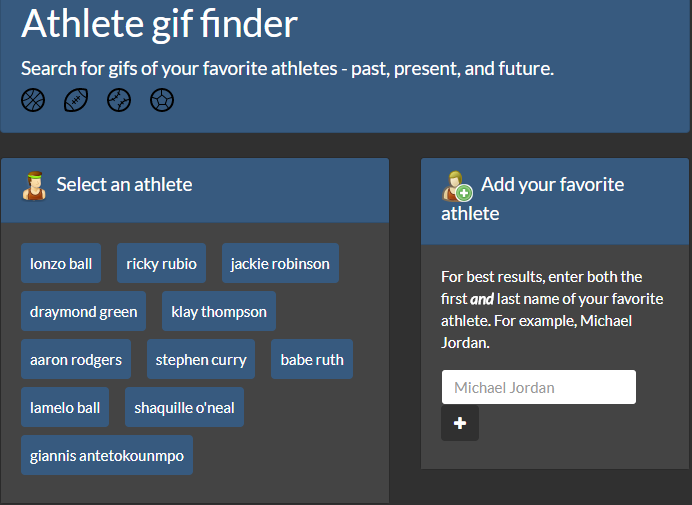 Athlete gif finder
Search for gifs of your favorite athletes - past, present, and future.
Select an athlete
lonzo ball
ricky rubio
jackie robinson
draymond green
klay thompson
aaron rodgers
stephen curry
babe ruth
lamelo ball
shaquille o'neal
giannis antetokounmpo
Add your favorite
athlete
For best results, enter both the
first and last name of your favorite
athlete. For example, Michael
Jordan.
Michael Jordan